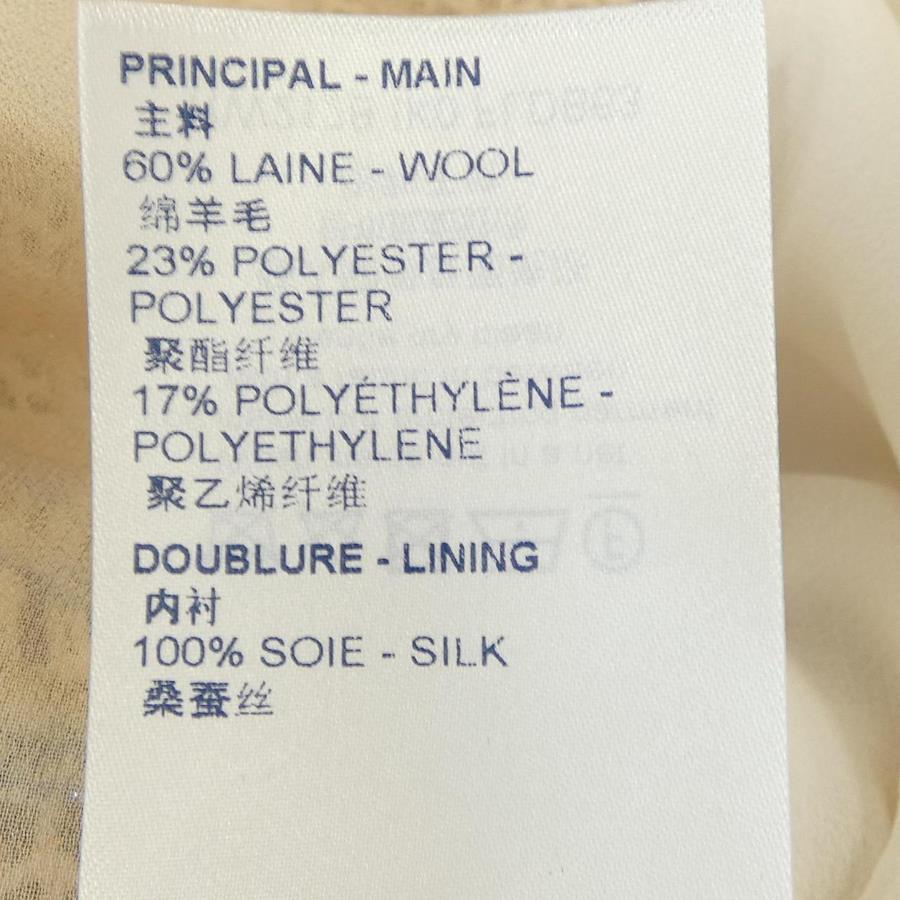 PRINCIPAL - MAIN
主料
60% LAINE - WOOL
绵羊毛
23% POLYESTER -
POLYESTER
聚酯纤维
17% POLYÉTHYLÈNE -
POLYETHYLENE
聚乙烯纤维
DOUBLURE - LINING
内衬
100% SOIE - SILK
桑蚕丝